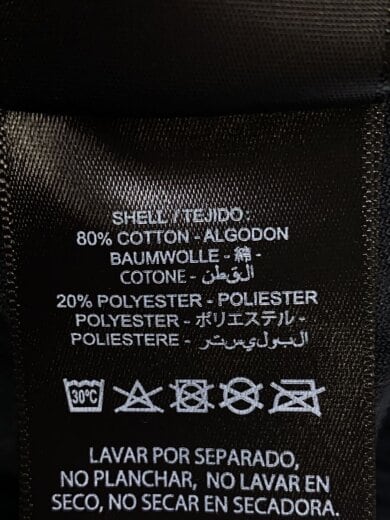 SHELL / TEJIDO :
80% COTTON - ALGODON
BAUMWOLLE - 綿 -
COTONE - القطن
20% POLYESTER - POLIESTER
POLYESTER - ポリエステル -
POLIESTERE - البوليستر
30ºC
LAVAR POR SEPARADO,
NO PLANCHAR, NO LAVAR EN
SECO, NO SECAR EN SECADORA.